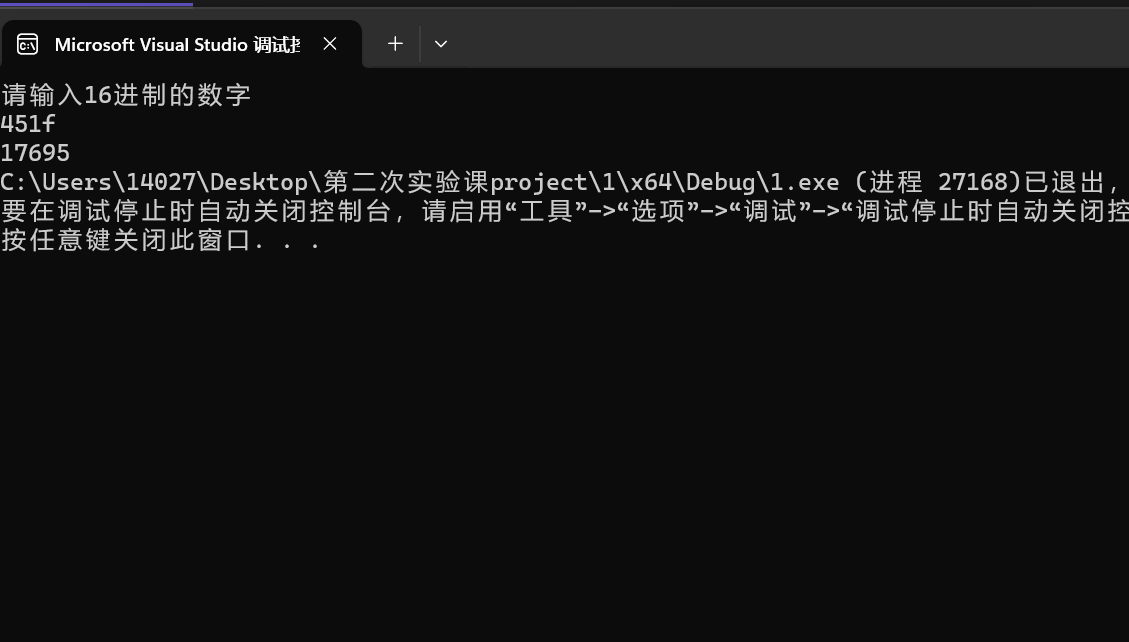 Microsoft Visual Studio 调试控
请输入16进制的数字
451f
17695
C:\Users\14027\Desktop\第二次实验课project\1\x64\Debug\1.exe (进程 27168)已退出,
要在调试停止时自动关闭控制台, 请启用“工具”->“选项”->“调试”->“调试停止时自动关闭控
按任意键关闭此窗口. . .